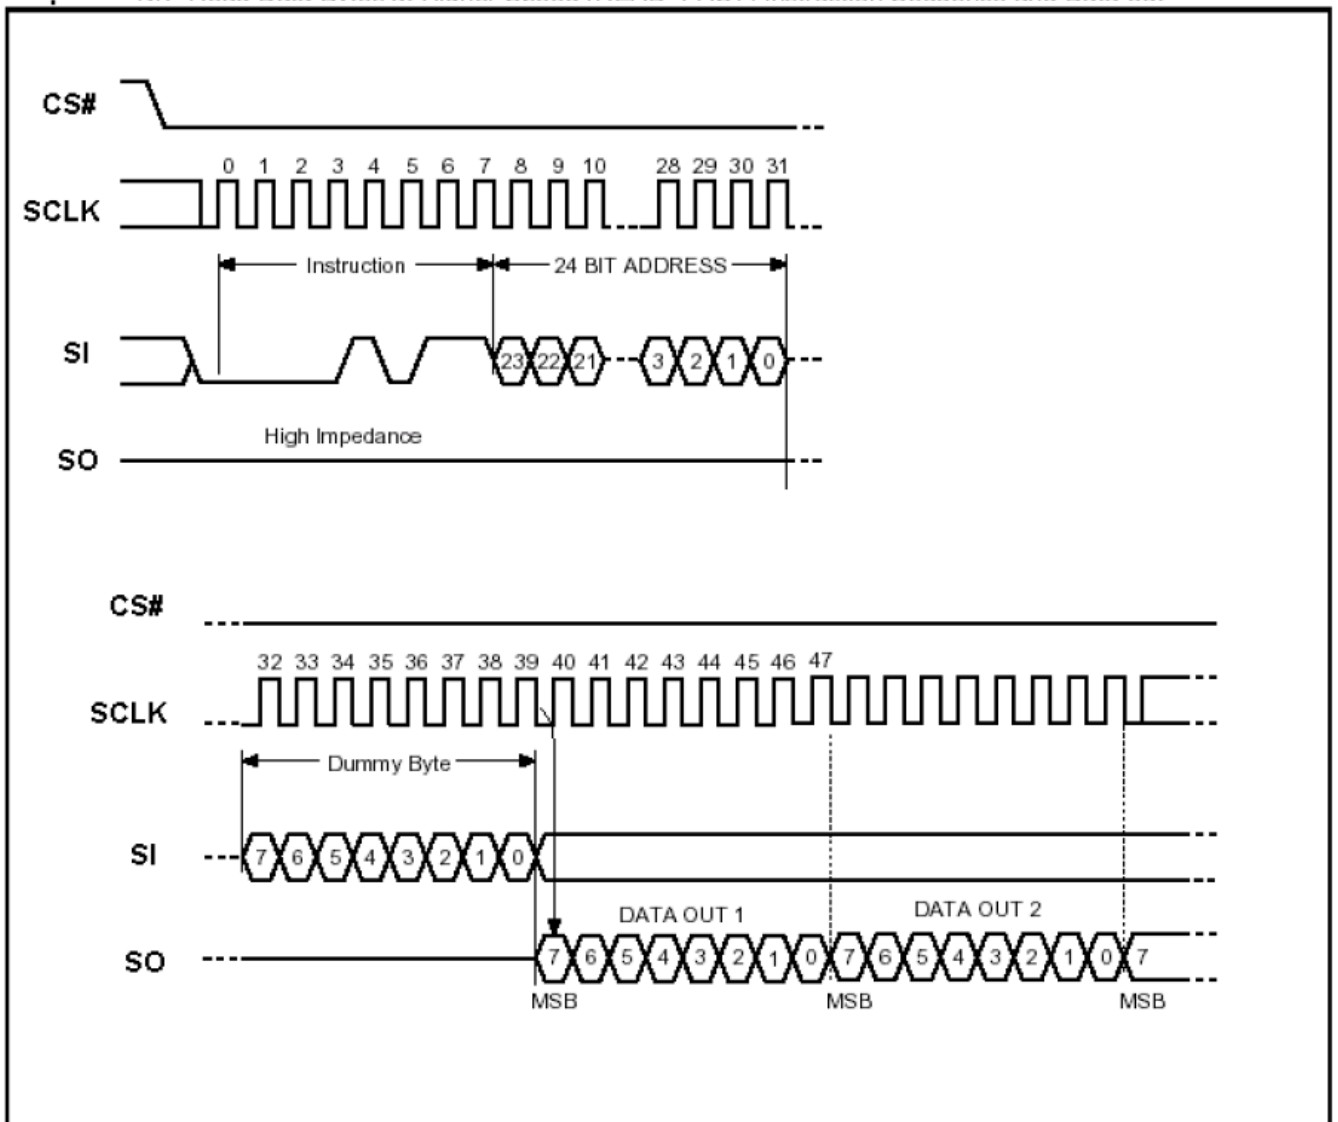 CS#
0 1 2 3 4 5 6 7 8 9 10 28 29 30 31
SCLK
Instruction 24 BIT ADDRESS
SI 23 22 21 3 2 1 0
High Impedance
SO
CS#
32 33 34 35 36 37 38 39 40 41 42 43 44 45 46 47
SCLK
Dummy Byte
SI 7 6 5 4 3 2 1 0
DATA OUT 1 DATA OUT 2
SO 7 6 5 4 3 2 1 0 7 6 5 4 3 2 1 0 7
MSB MSB MSB